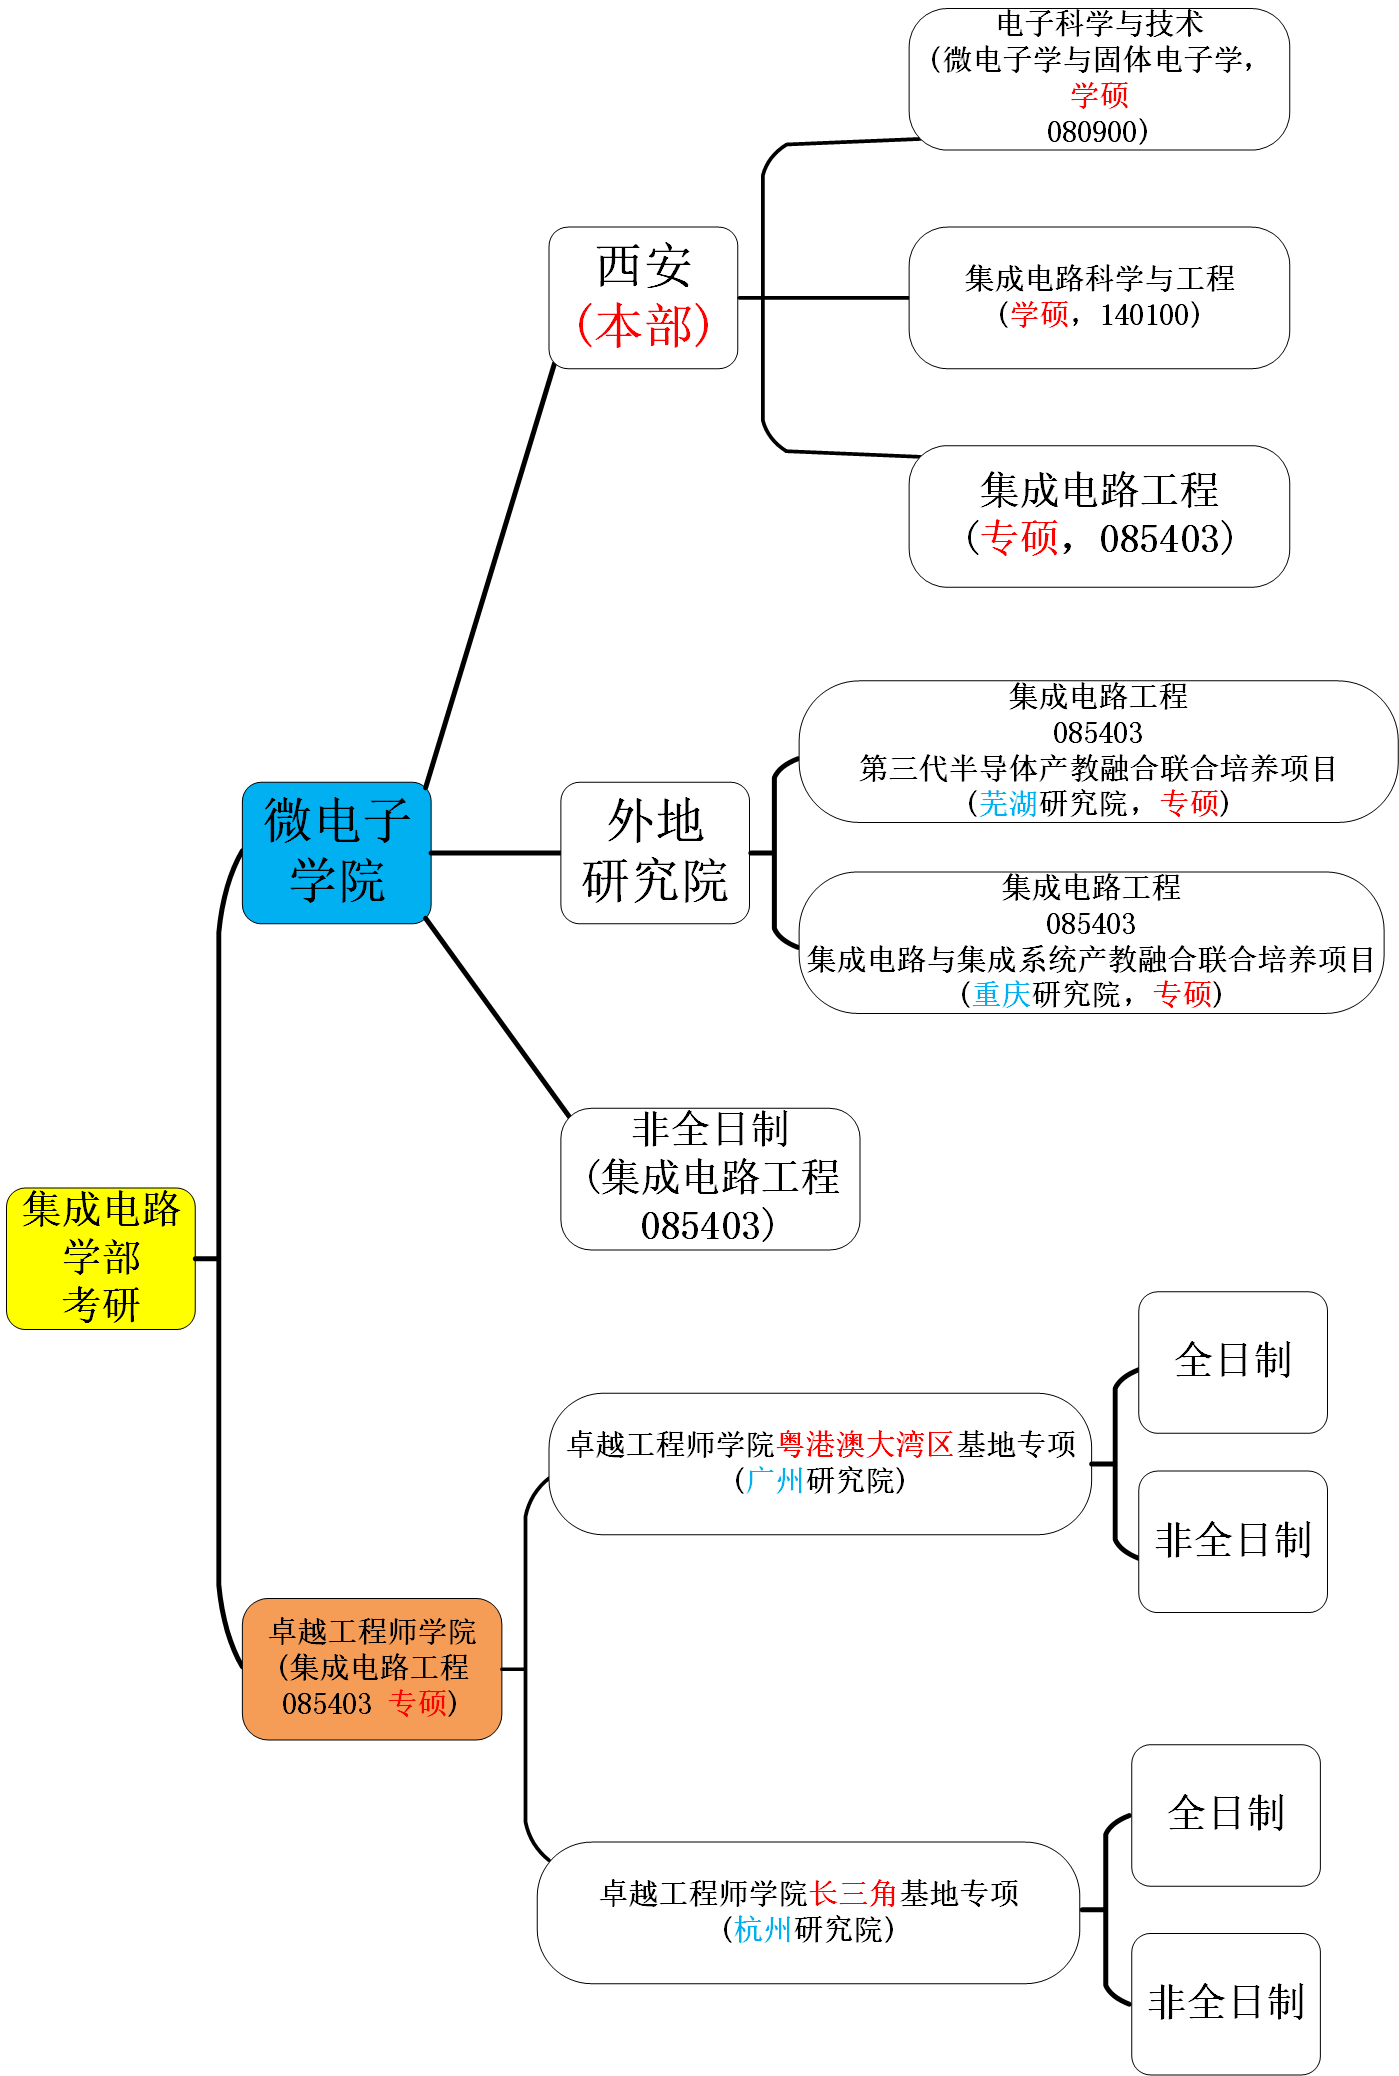 电子科学与技术
(微电子学与固体电子学，
学硕
080900)
西安
(本部)
集成电路科学与工程
(学硕，140100)
集成电路工程
(专硕，085403)
集成电路工程
085403
第三代半导体产教融合联合培养项目
(芜湖研究院，专硕)
微电子
学院
外地
研究院
集成电路工程
085403
集成电路与集成系统产教融合联合培养项目
(重庆研究院，专硕)
非全日制
(集成电路工程
085403)
集成电路
学部
考研
全日制
卓越工程师学院粤港澳大湾区基地专项
(广州研究院)
非全日制
卓越工程师学院
(集成电路工程
085403 专硕)
全日制
卓越工程师学院长三角基地专项
(杭州研究院)
非全日制